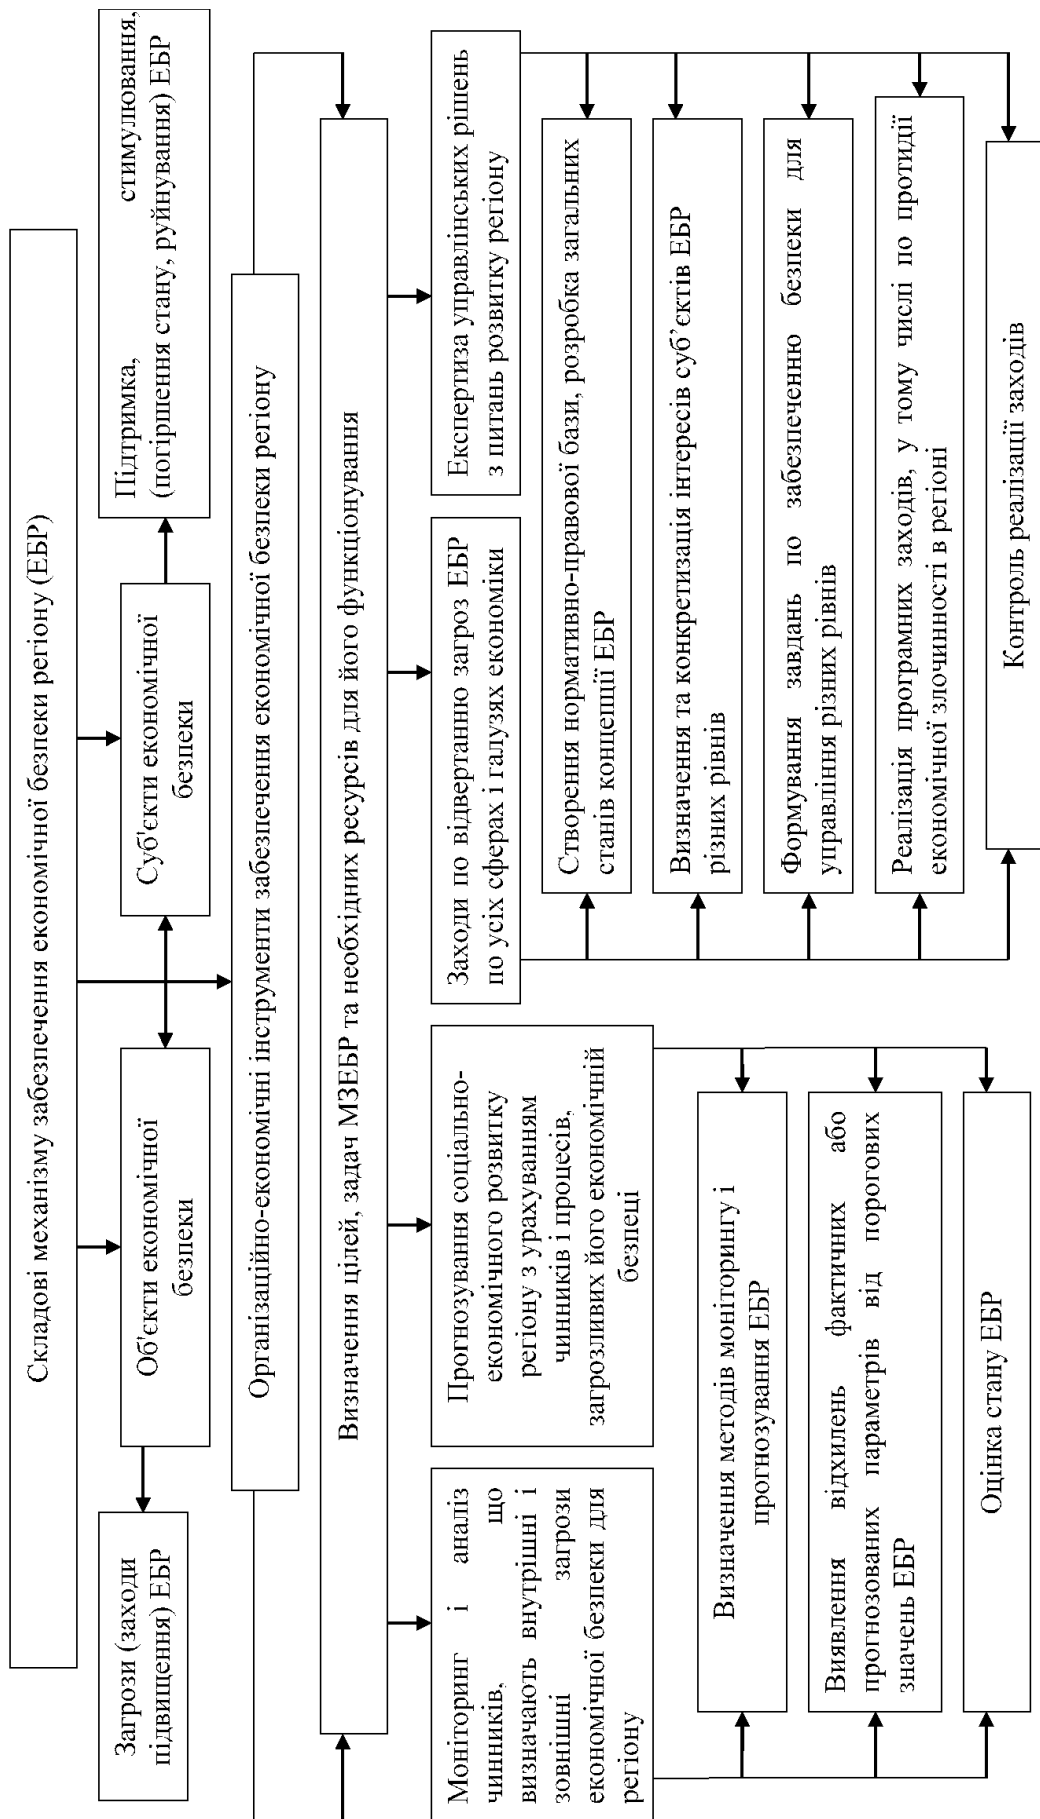 Складові механізму забезпечення економічної безпеки регіону (ЕБР)
Загрози (заходи
підвищення) ЕБР
Об'єкти економічної
безпеки
Суб'єкти економічної
безпеки
Підтримка, стимулювання,
(погіршення стану, руйнування) ЕБР
Організаційно-економічні інструменти забезпечення економічної безпеки регіону
Визначення цілей, задач МЗЕБР та необхідних ресурсів для його функціонування
Моніторинг і аналіз
чинників, що
визначають внутрішні і
зовнішні загрози
економічної безпеки для
регіону
Прогнозування соціально-
економічного розвитку
регіону з урахуванням
чинників і процесів,
загрозливих його економічній
безпеці
Заходи по відвертанню загроз ЕБР
по усіх сферах і галузях економіки
Експертиза управлінських рішень
з питань розвитку регіону
Визначення методів моніторингу і
прогнозування ЕБР
Виявлення відхилень фактичних або
прогнозованих параметрів від порогових
значень ЕБР
Оцінка стану ЕБР
Створення нормативно-правової бази, розробка загальних
станів концепції ЕБР
Визначення та конкретизація інтересів суб’єктів ЕБР
різних рівнів
Формування завдань по забезпеченню безпеки для
управління різних рівнів
Реалізація програмних заходів, у тому числі по протидії
економічної злочинності в регіоні
Контроль реалізації заходів